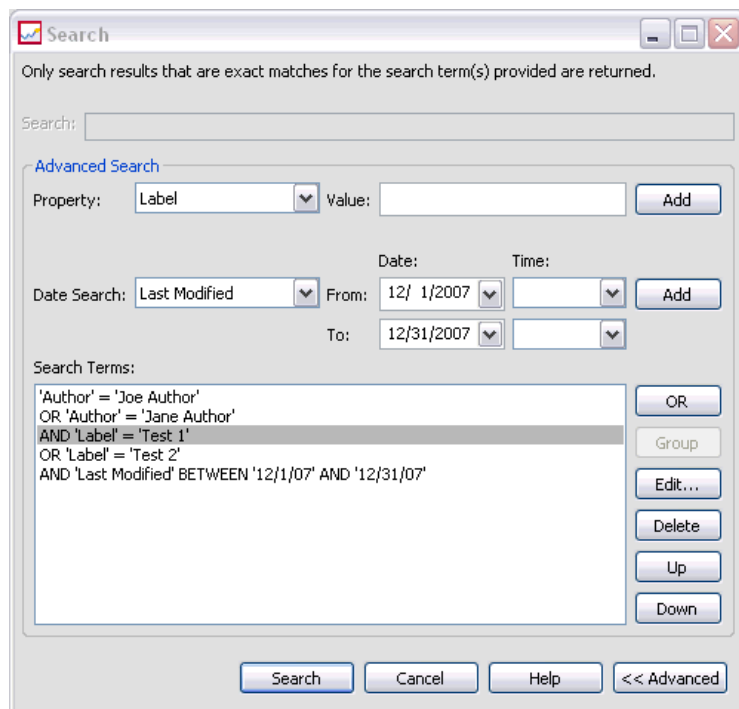 Search
Only search results that are exact matches for the search term(s) provided are returned.
Search:
Advanced Search
Property: Label Value: Add
Date: Time:
Date Search: Last Modified From: 12/ 1/2007 Add
To: 12/31/2007
Search Terms:
'Author' = 'Joe Author'
OR 'Author' = 'Jane Author'
AND 'Label' = 'Test 1'
OR 'Label' = 'Test 2'
AND 'Last Modified' BETWEEN '12/1/07' AND '12/31/07'
OR
Group
Edit...
Delete
Up
Down
Search Cancel Help << Advanced